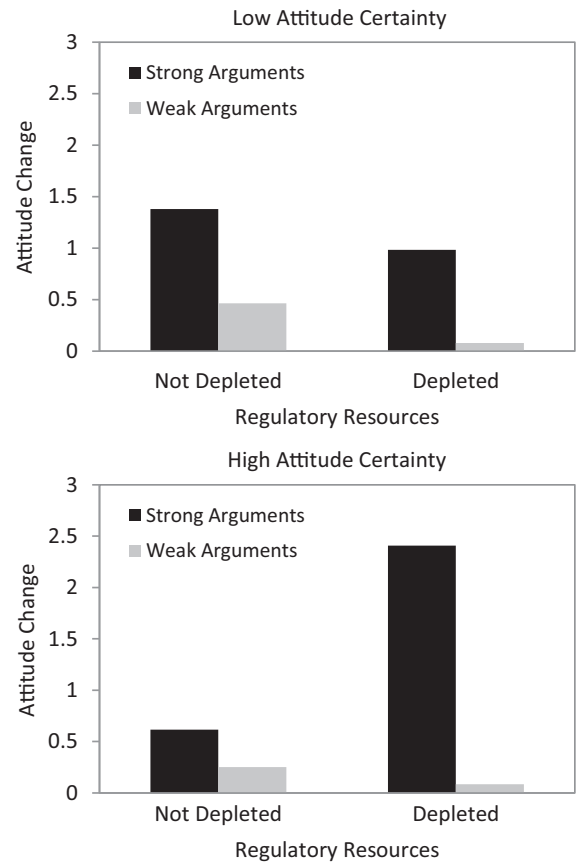 Low Attitude Certainty
3
2.5
2
1.5
1
0.5
0
Attitude Change
Strong Arguments
Weak Arguments
Not Depleted Depleted
Regulatory Resources
High Attitude Certainty
3
2.5
2
1.5
1
0.5
0
Attitude Change
Strong Arguments
Weak Arguments
Not Depleted Depleted
Regulatory Resources